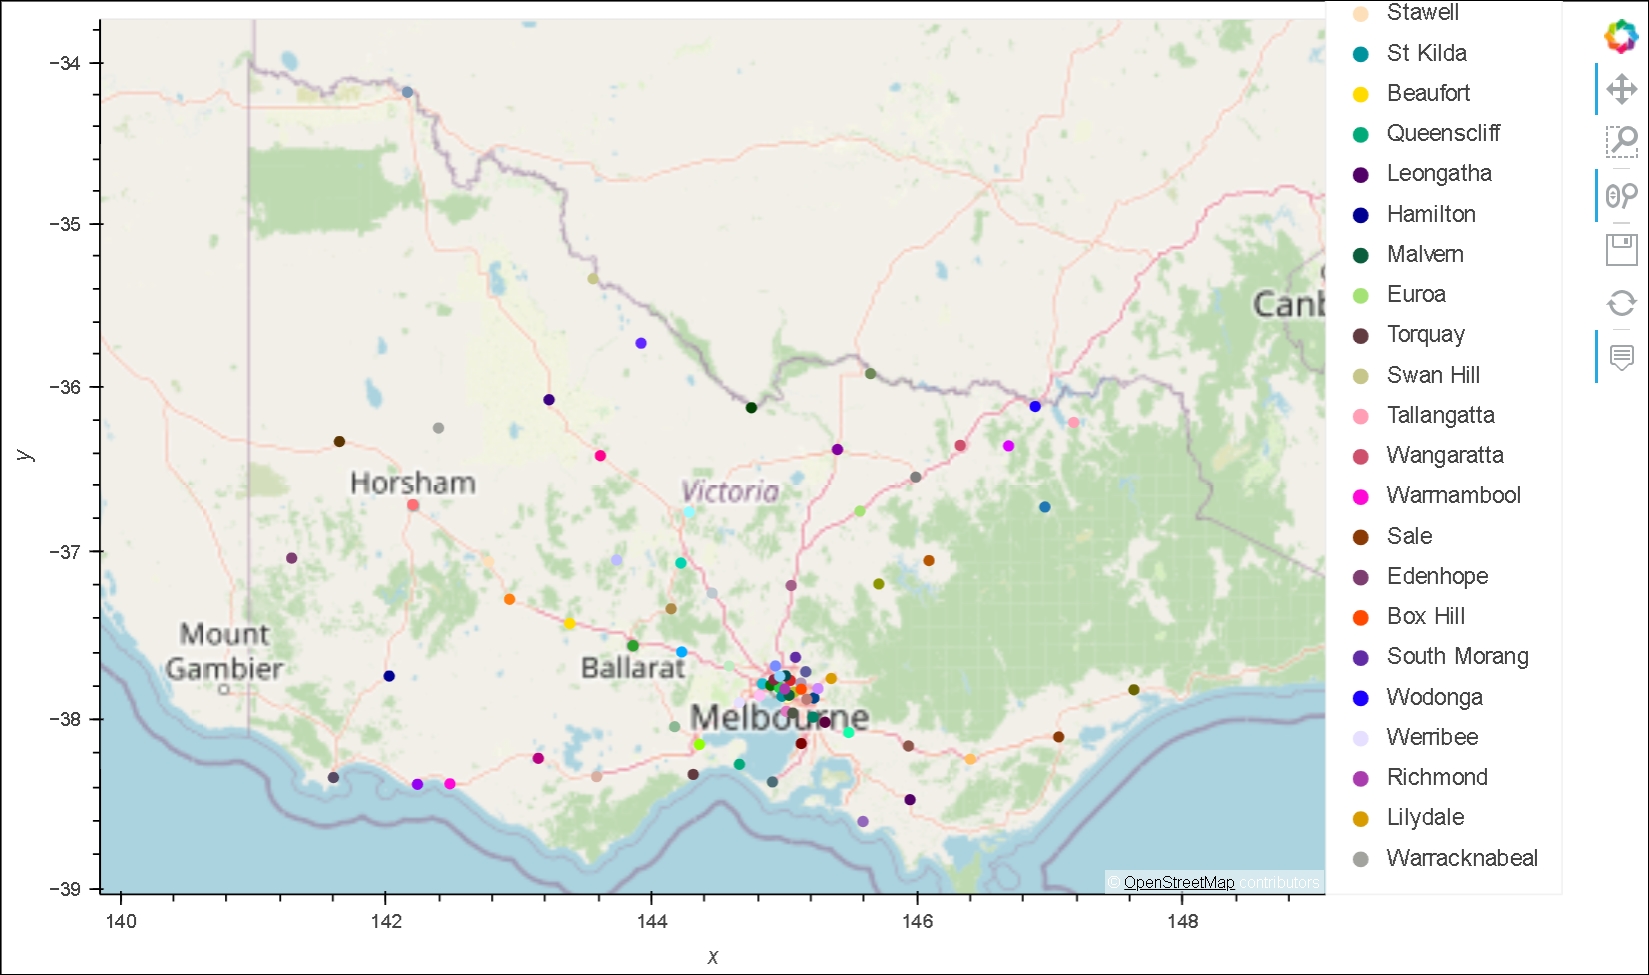 Stawell
St Kilda
Beaufort
Queenscliff
Leongatha
Hamilton
Malvern
Euroa
Torquay
Swan Hill
Tallangatta
Wangaratta
Warrnambool
Sale
Edenhope
Box Hill
South Morang
Wodonga
Werribee
Richmond
Lilydale
Warracknabeal
−34
−35
−36
−37
−38
−39
y
Canb
Horsham
Victoria
Mount
Gambier
Ballarat
Melbourne
© OpenStreetMap contributors
140
142
144
146
148
x